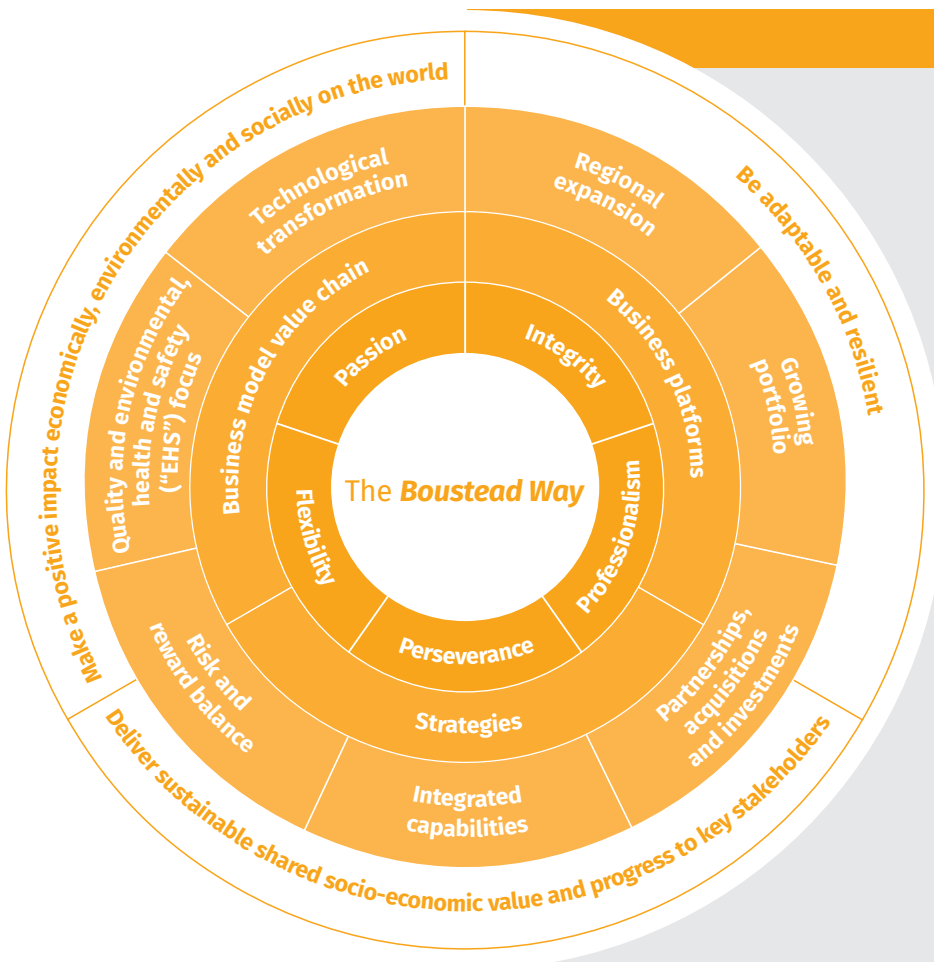 The Boustead Way
Integrity
Professionalism
Perseverance
Flexibility
Passion
Business platforms
Strategies
Business model value chain
Regional
expansion
Growing
portfolio
Partnerships,
acquisitions
and investments
Integrated
capabilities
Risk and
reward balance
Quality and environmental,
health and safety
(“EHS”) focus
Technological
transformation
Be adaptable and resilient
Deliver sustainable shared socio-economic value and progress to key stakeholders
Make a positive impact economically, environmentally and socially on the world